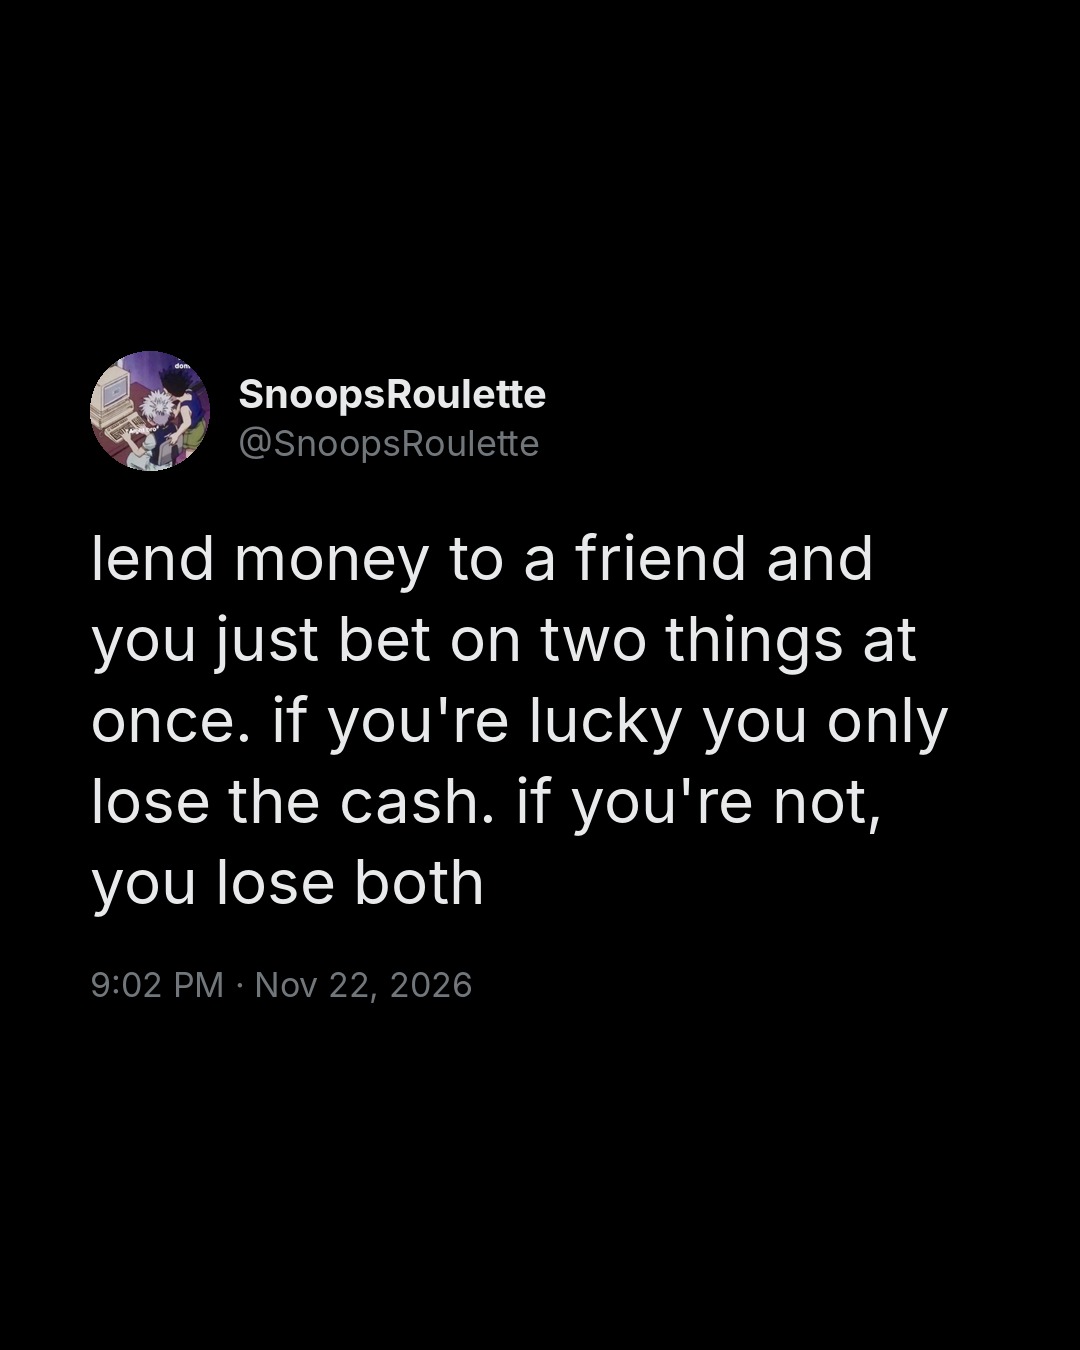 SnoopsRoulette
@SnoopsRoulette
lend money to a friend and
you just bet on two things at
once. if you're lucky you only
lose the cash. if you're not,
you lose both
9:02 PM · Nov 22, 2026